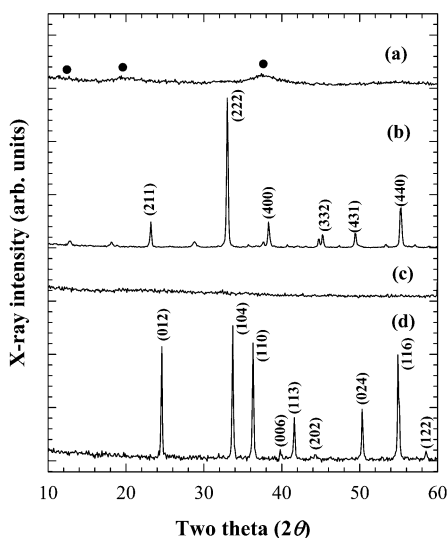 (a)
(b)
(211)
(222)
(400)
(332)
(431)
(440)
(c)
(d)
(012)
(104)
(110)
(006)
(113)
(202)
(024)
(116)
(122)
10 20 30 40 50 60
Two theta (2θ)
X-ray intensity (arb. units)